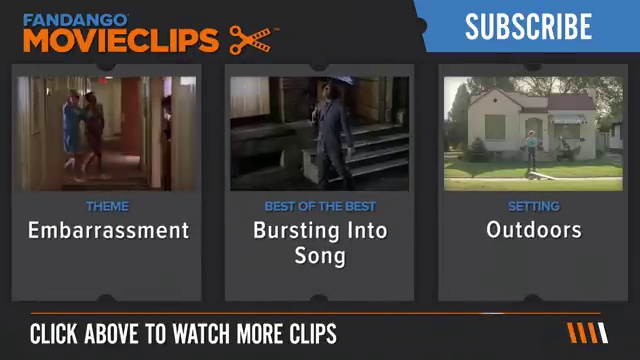 FANDANGO
MOVIECLIPS™
SUBSCRIBE
THEME
Embarrassment
BEST OF THE BEST
Bursting Into
Song
SETTING
Outdoors
CLICK ABOVE TO WATCH MORE CLIPS